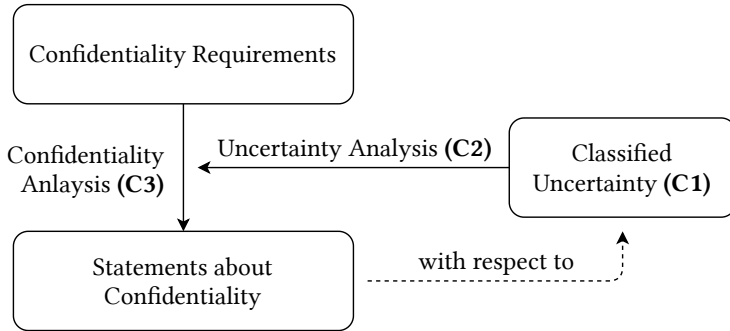 Confidentiality Requirements
Confidentiality
Anlaysis (C3)
Uncertainty Analysis (C2)
Classified
Uncertainty (C1)
Statements about
Confidentiality
with respect to